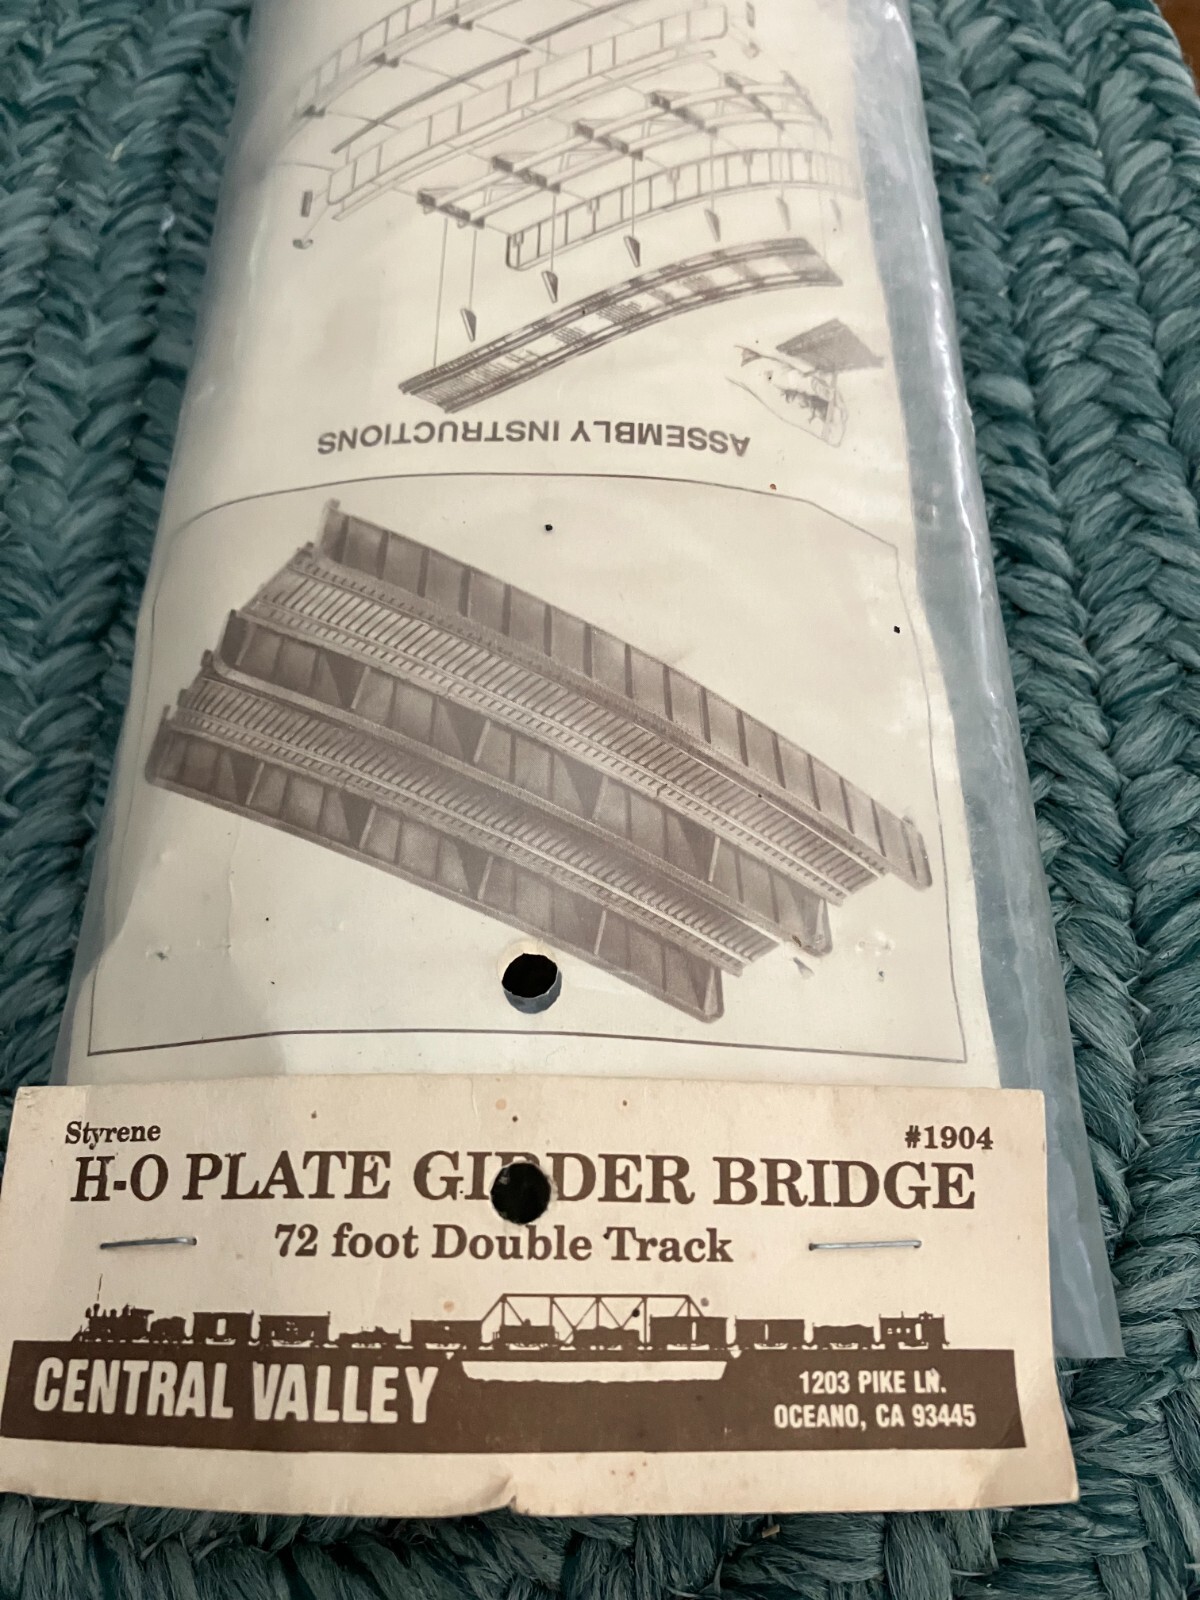 ASSEMBLY INSTRUCTIONS
Styrene
#1904
H-O PLATE GIRDER BRIDGE
72 foot Double Track
CENTRAL VALLEY
1203 PIKE LN.
OCEANO, CA 93445